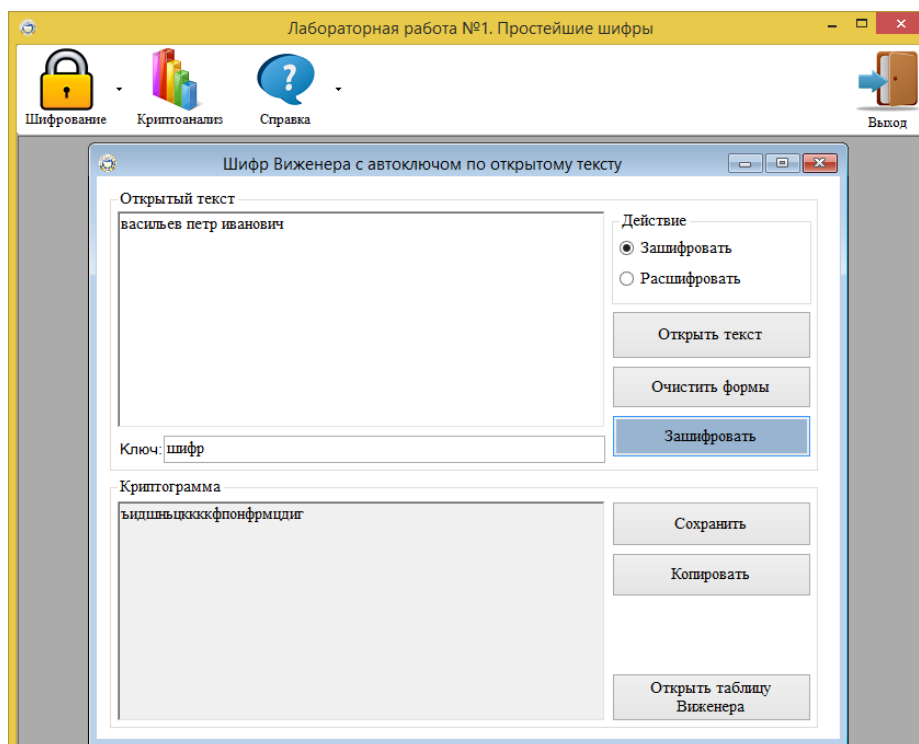 Лабораторная работа №1. Простейшие шифры
Шифрование
Криптоанализ
Справка
Выход
Шифр Виженера с автоключом по открытому тексту
Открытый текст
васильев петр иванович
Действие
Зашифровать
Расшифровать
Открыть текст
Очистить формы
Зашифровать
Ключ: шифр
Криптограмма
ъидшньцккккфпонфрмцдиг
Сохранить
Копировать
Открыть таблицу
Виженера